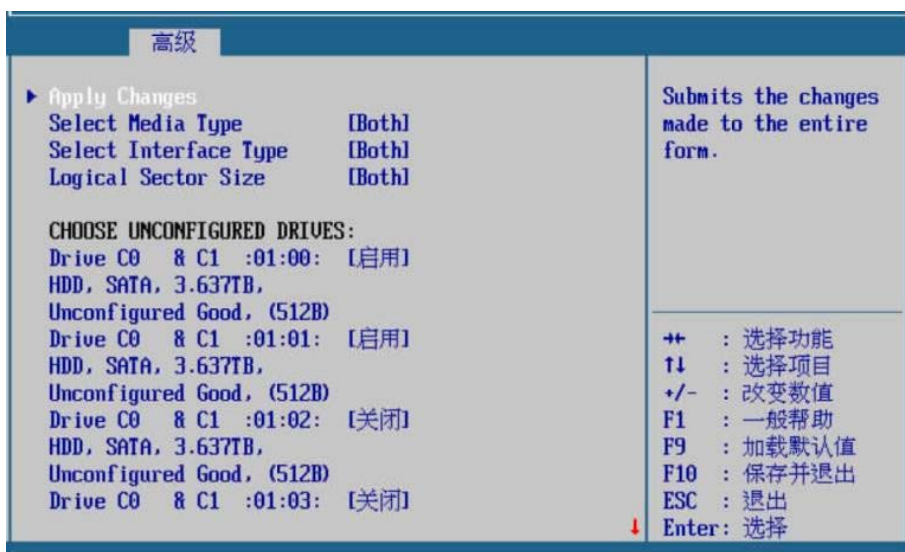 高级
Apply Changes
Select Media Type [Both]
Select Interface Type [Both]
Logical Sector Size [Both]
CHOOSE UNCONFIGURED DRIVES:
Drive C0 & C1 :01:00: [启用]
HDD, SATA, 3.637TB,
Unconfigured Good, (512B)
Drive C0 & C1 :01:01: [启用]
HDD, SATA, 3.637TB,
Unconfigured Good, (512B)
Drive C0 & C1 :01:02: [关闭]
HDD, SATA, 3.637TB,
Unconfigured Good, (512B)
Drive C0 & C1 :01:03: [关闭]
Submits the changes
made to the entire
form.
→← : 选择功能
↑↓ : 选择项目
+/- : 改变数值
F1 : 一般帮助
F9 : 加载默认值
F10 : 保存并退出
ESC : 退出
Enter: 选择